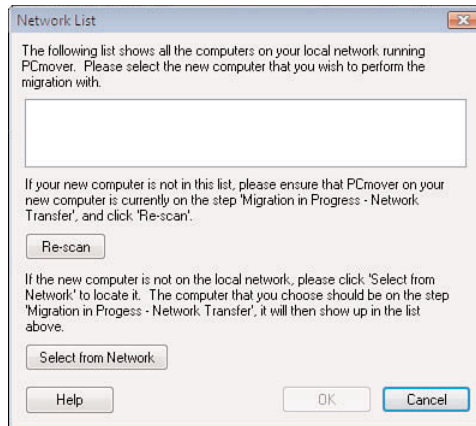 Network List
The following list shows all the computers on your local network running
PCmover. Please select the new computer that you wish to perform the
migration with.
If your new computer is not in this list, please ensure that PCmover on your
new computer is currently on the step 'Migration in Progress - Network
Transfer', and click 'Re-scan'.
Re-scan
If the new computer is not on the local network, please click 'Select from
Network' to locate it. The computer that you choose should be on the step
'Migration in Progess - Network Transfer', it will then show up in the list
above.
Select from Network
Help OK Cancel